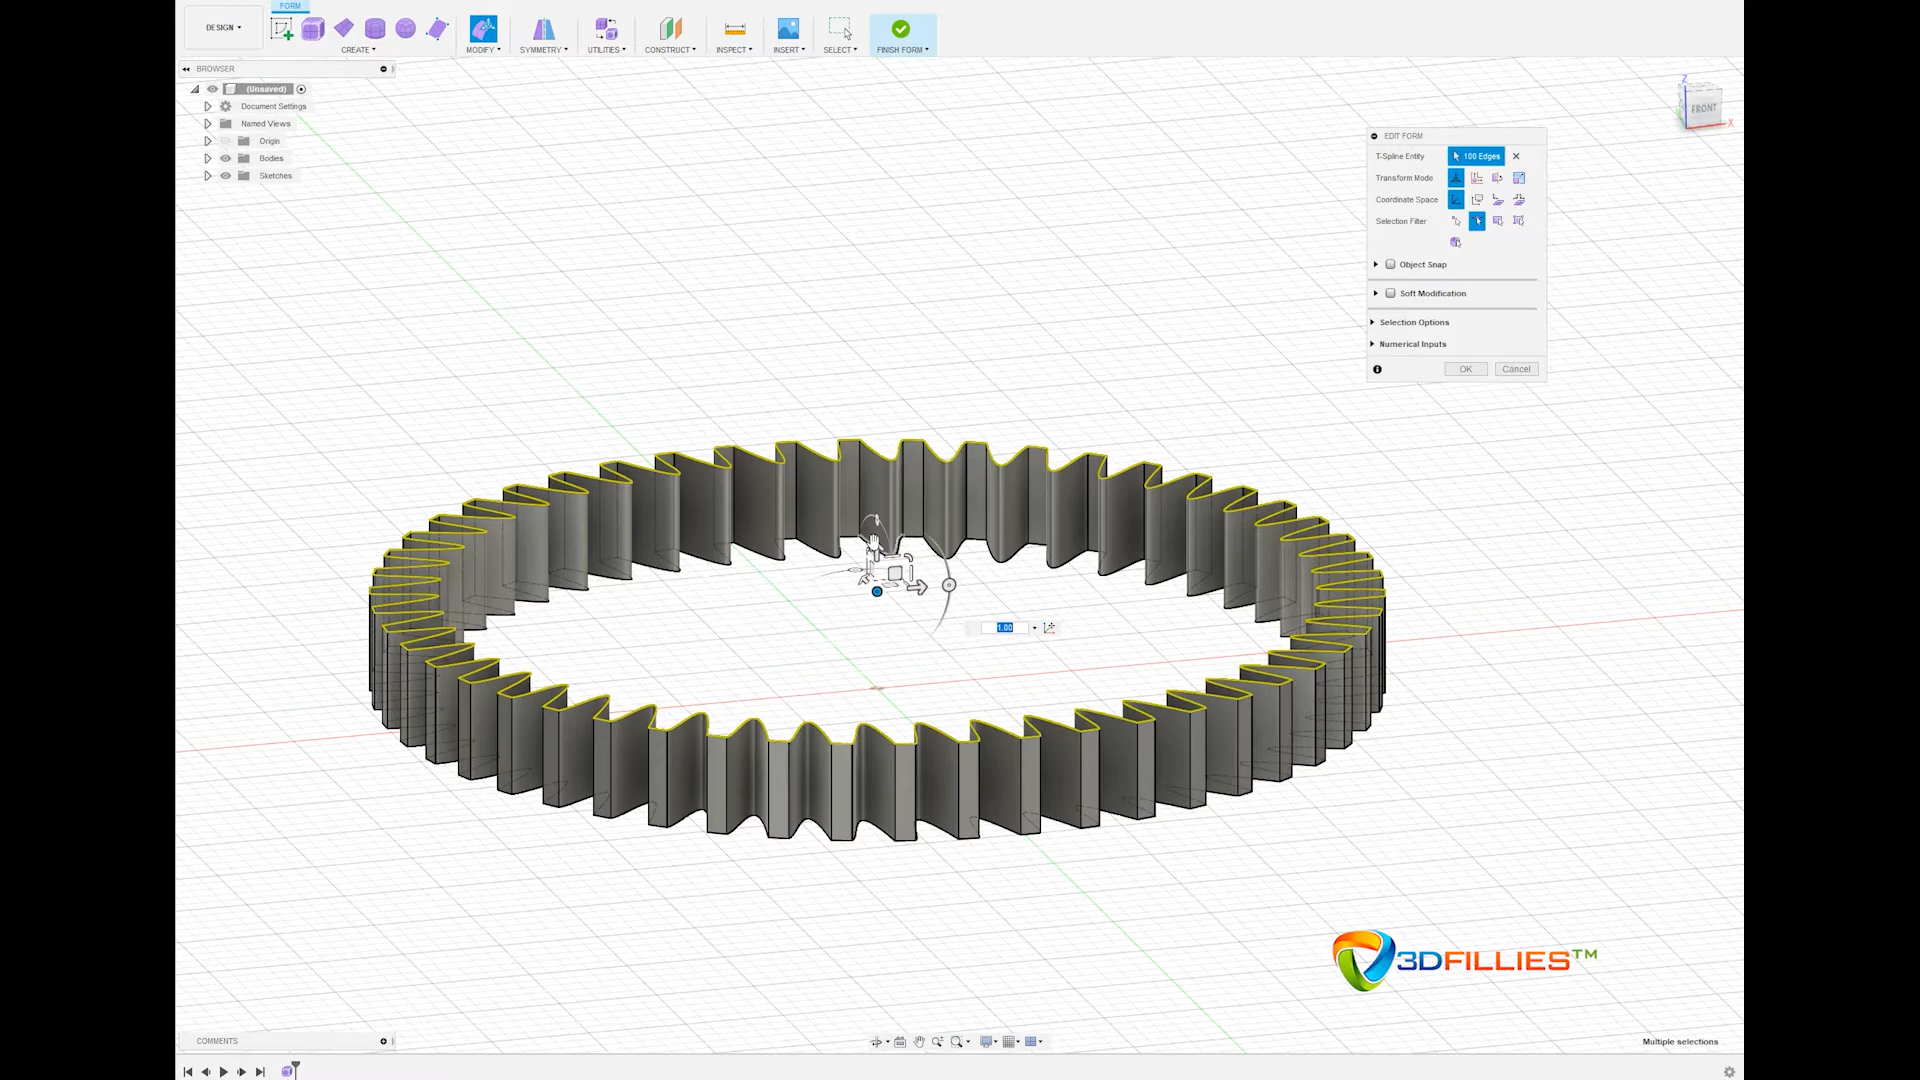 FORM
DESIGN
CREATE
MODIFY
SYMMETRY
UTILITIES
CONSTRUCT
INSPECT
INSERT
SELECT
FINISH FORM
BROWSER
(Unsaved)
Document Settings
Named Views
Origin
Bodies
Sketches
Z
FRONT
X
EDIT FORM
T-Spline Entity
100 Edges
Transform Mode
Coordinate Space
Selection Filter
Object Snap
Soft Modification
Selection Options
Numerical Inputs
OK
Cancel
1.00
3DFILLIES™
COMMENTS
Multiple selections